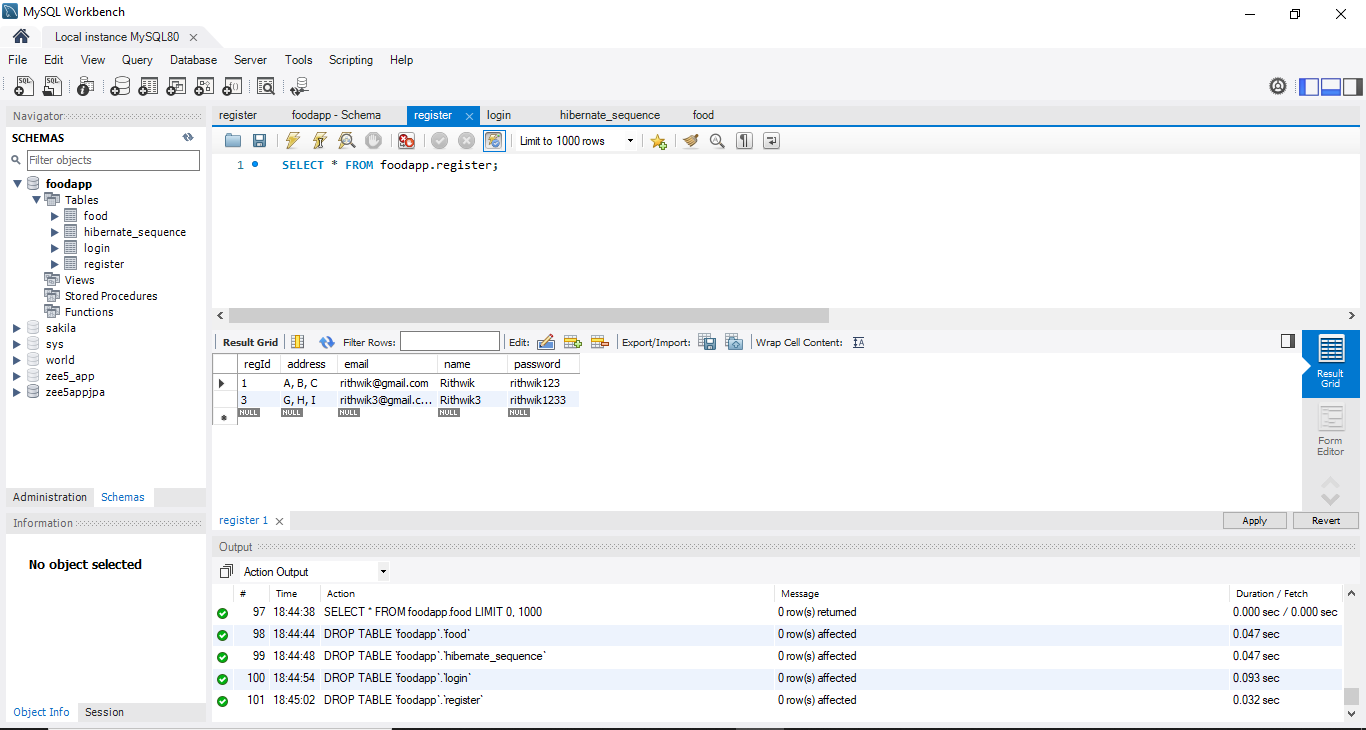 MySQL Workbench
Local instance MySQL80
File Edit View Query Database Server Tools Scripting Help
Navigator
SCHEMAS
Filter objects
foodapp
Tables
food
hibernate_sequence
login
register
Views
Stored Procedures
Functions
sakila
sys
world
zee5_app
zee5appjpa
Administration Schemas
Information
No object selected
Object Info Session
register foodapp - Schema register login hibernate_sequence food
Limit to 1000 rows
1 SELECT * FROM foodapp.register;
Result Grid Filter Rows: Edit: Export/Import: Wrap Cell Content:
regId address email name password
1 A, B, C rithwik@gmail.com Rithwik rithwik123
3 G, H, I rithwik3@gmail.c... Rithwik3 rithwik1233
NULL NULL NULL NULL NULL
Result
Grid
Form
Editor
register 1
Apply Revert
Output
Action Output
# Time Action Message Duration / Fetch
97 18:44:38 SELECT * FROM foodapp.food LIMIT 0, 1000 0 row(s) returned 0.000 sec / 0.000 sec
98 18:44:44 DROP TABLE `foodapp`.`food` 0 row(s) affected 0.047 sec
99 18:44:48 DROP TABLE `foodapp`.`hibernate_sequence` 0 row(s) affected 0.047 sec
100 18:44:54 DROP TABLE `foodapp`.`login` 0 row(s) affected 0.093 sec
101 18:45:02 DROP TABLE `foodapp`.`register` 0 row(s) affected 0.032 sec